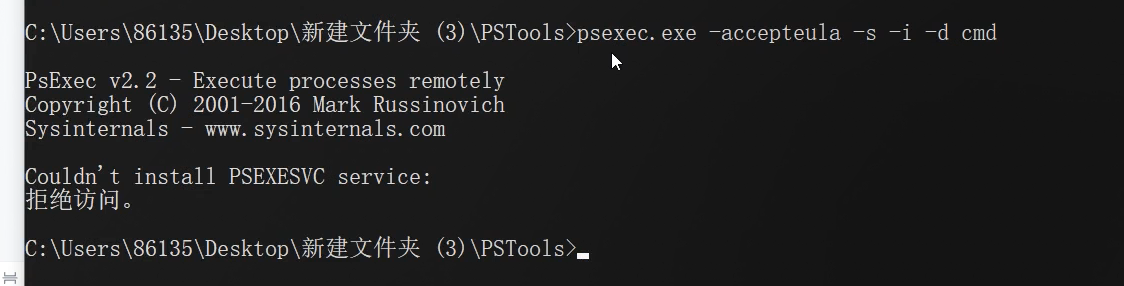 C:\Users\86135\Desktop\新建文件夹 (3)\PSTools>psexec.exe -accepteula -s -i -d cmd
PsExec v2.2 - Execute processes remotely
Copyright (C) 2001-2016 Mark Russinovich
Sysinternals - www.sysinternals.com
Couldn't install PSEXESVC service:
拒绝访问。
C:\Users\86135\Desktop\新建文件夹 (3)\PSTools>